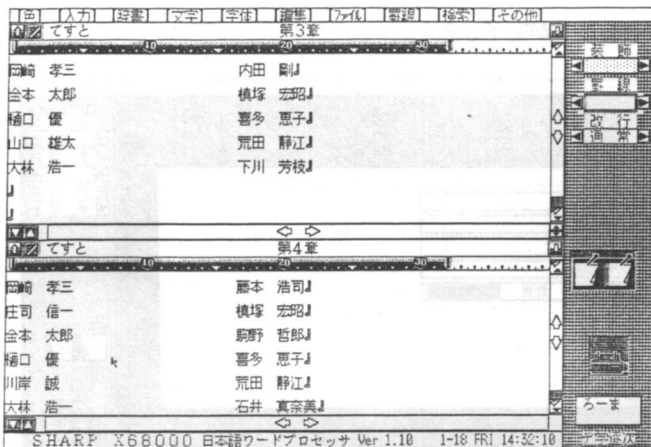 [色] [入力] [辞書] [文字] [字体] [編集] [ファイル] [罫線] [検索] [その他]
てすと 第3章
10 20 30
岡崎 孝三 内田 剛
金本 太郎 槙塚 宏昭
樋口 優 喜多 恵子
山口 雄太 荒田 静江
大林 浩一 下川 芳枝
てすと 第4章
10 20 30
岡崎 孝三 藤本 浩司
庄司 信一 槙塚 宏昭
金本 太郎 駒野 哲郎
樋口 優 喜多 恵子
川岸 誠 荒田 静江
大林 浩一 石井 真奈美
装飾
罫線
改行
通常
ろーま
SHARP X68000 日本語ワードプロセッサ Ver 1.10 1-18 FRI 14:32:10